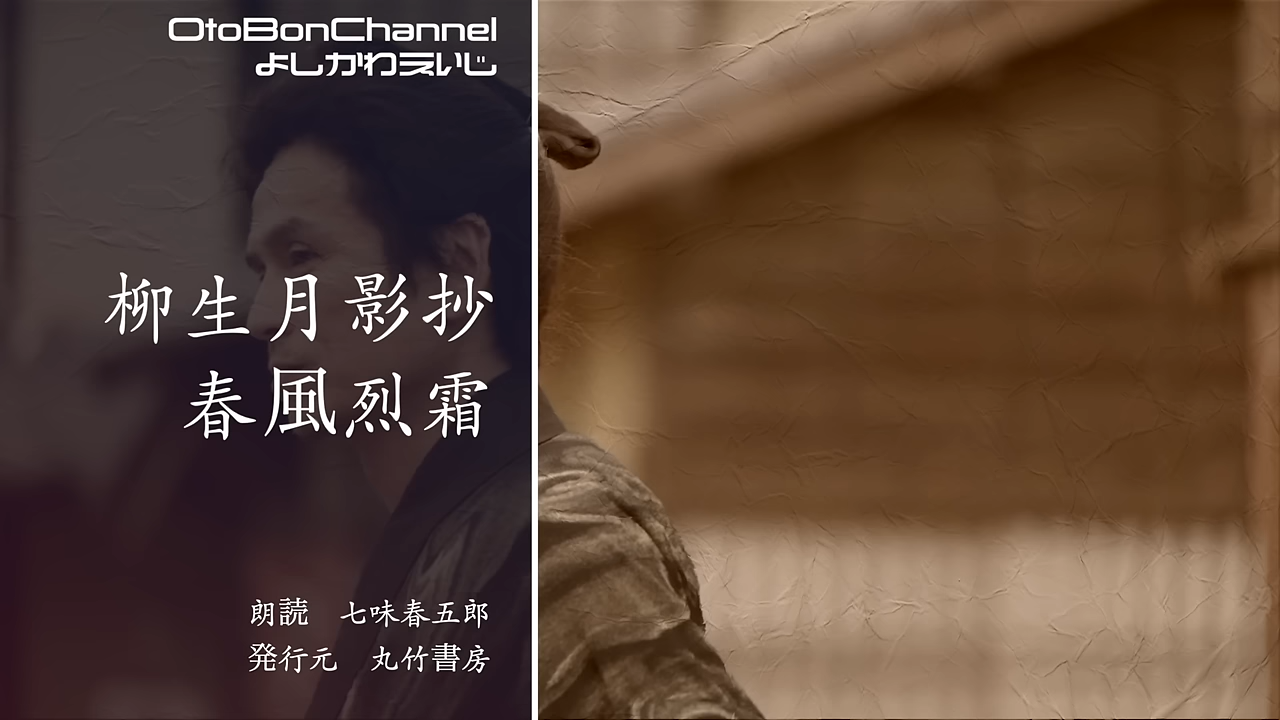 OtoBonChannel
よしかわえいじ
柳生月影抄
春風烈霜
朗読　七味春五郎
発行元　丸竹書房